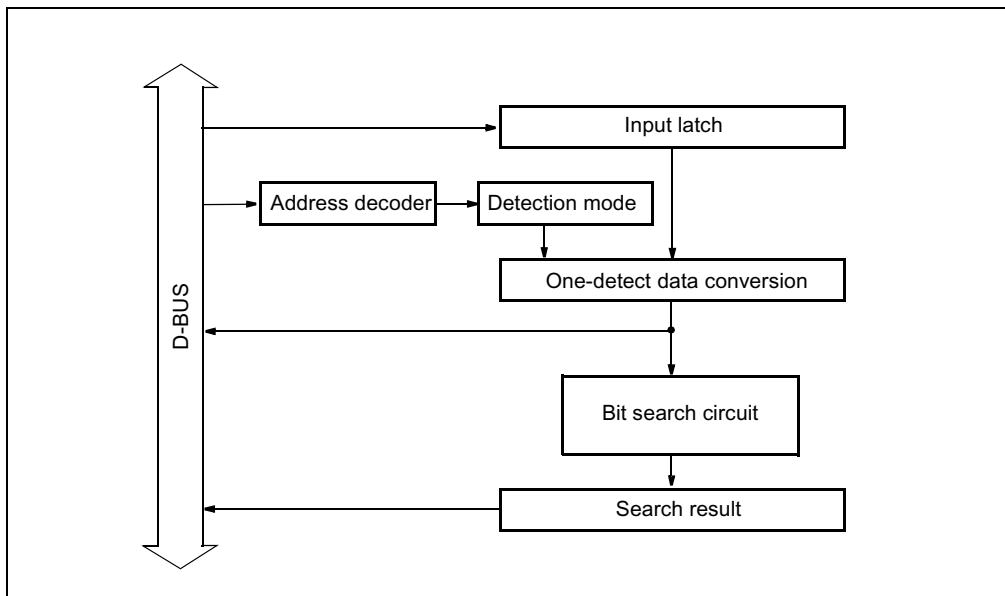 Input latch
Address decoder
Detection mode
One-detect data conversion
D-BUS
Bit search circuit
Search result